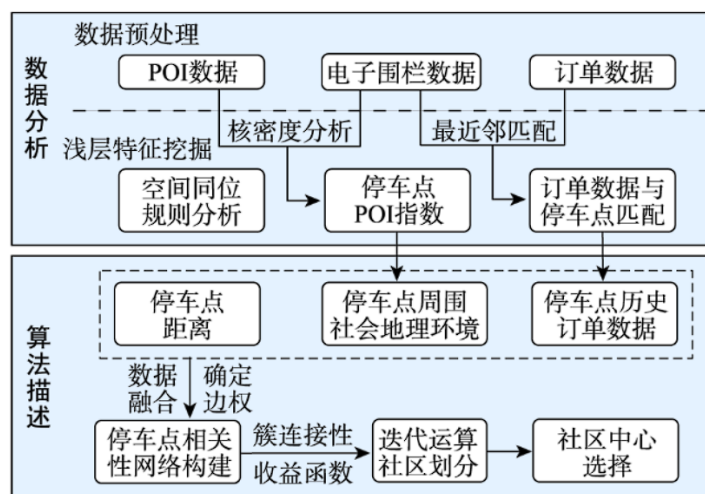 数据分析
数据预处理
POI数据
电子围栏数据
订单数据
核密度分析
最近邻匹配
浅层特征挖掘
空间同位
规则分析
停车点
POI指数
订单数据与
停车点匹配
算法描述
停车点
距离
停车点周围
社会地理环境
停车点历史
订单数据
数据
融合
确定
边权
停车点相关
性网络构建
簇连接性
收益函数
迭代运算
社区划分
社区中心
选择